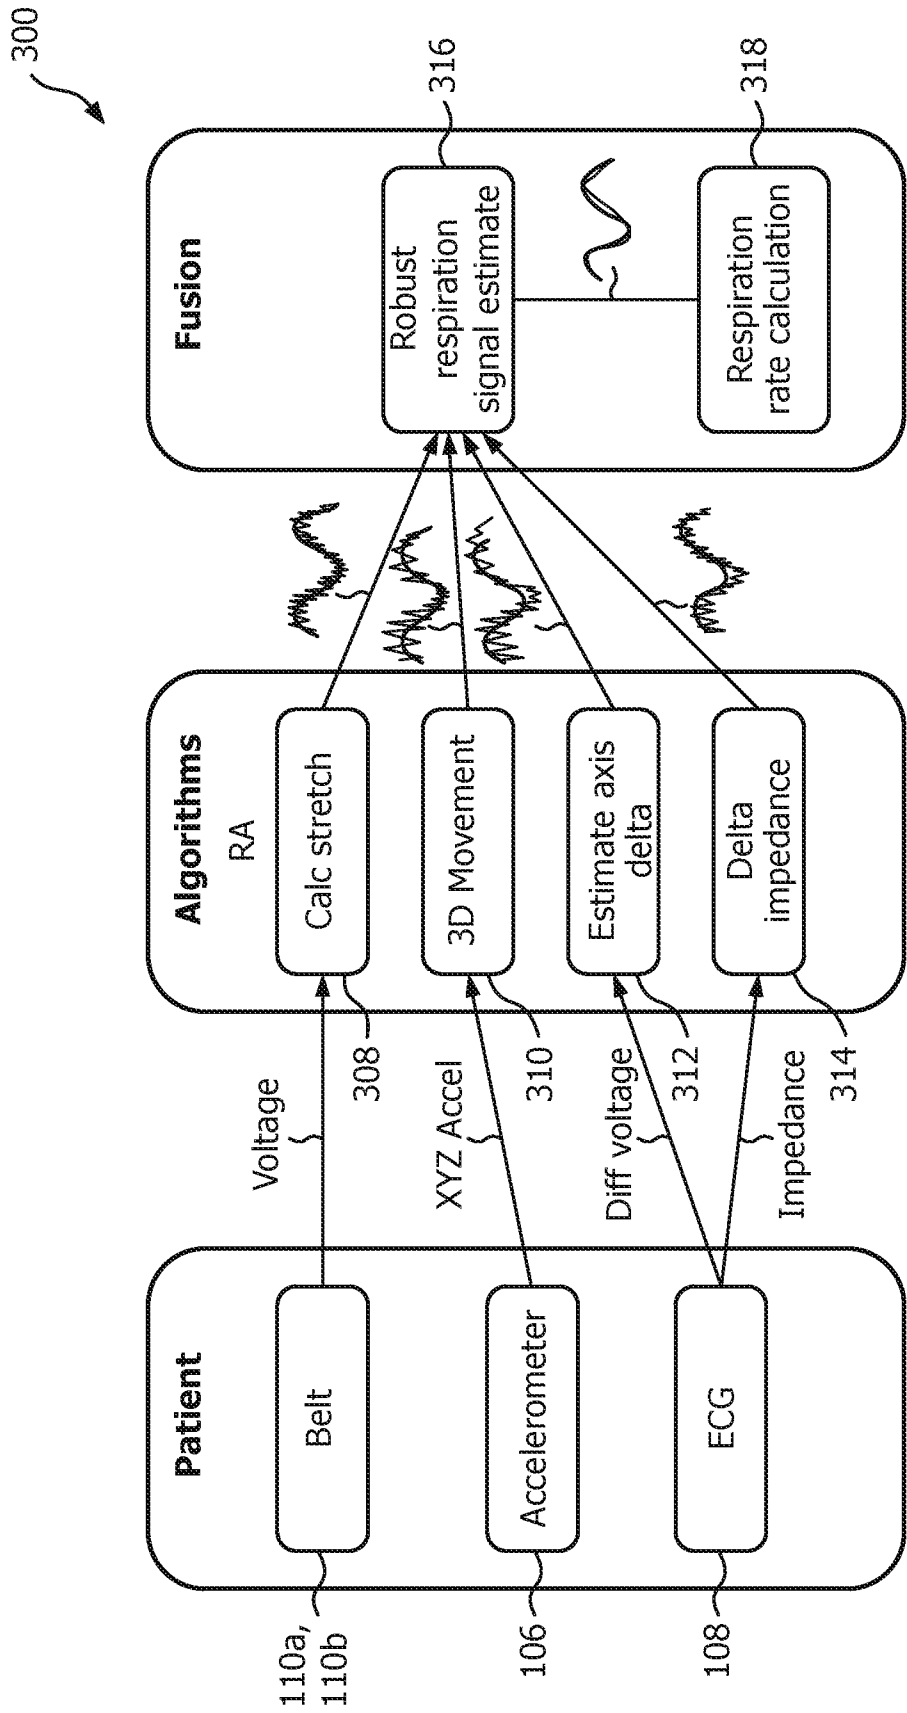 300
Patient
Belt
110a,
110b
Accelerometer
106
ECG
108
Voltage
XYZ Accel
Diff voltage
Impedance
Algorithms
RA
Calc stretch
308
3D Movement
310
Estimate axis
delta
312
Delta
impedance
314
Fusion
Robust
respiration
signal estimate
316
Respiration
rate calculation
318